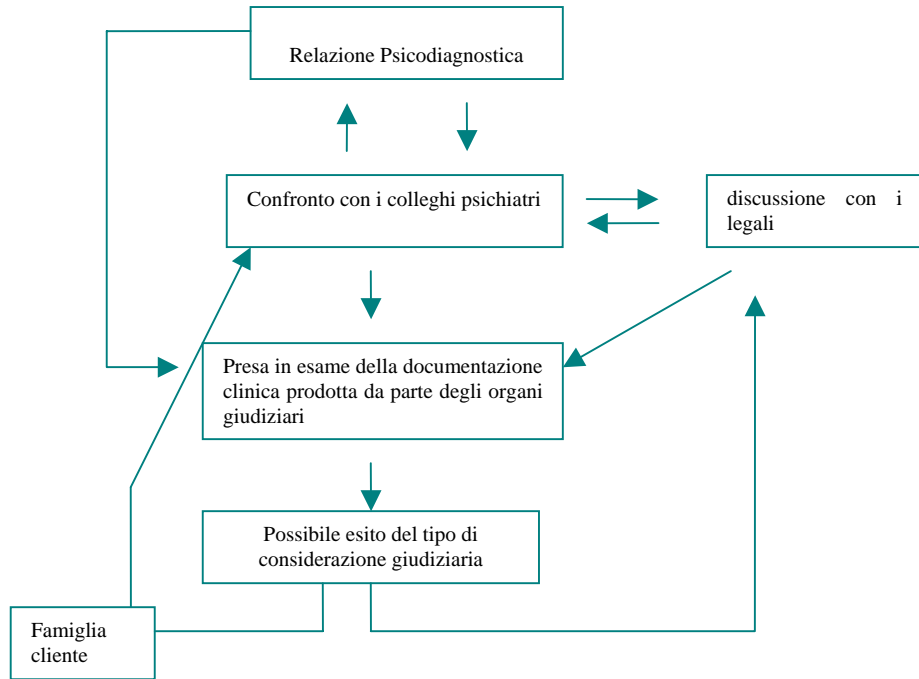 Relazione Psicodiagnostica
Confronto con i colleghi psichiatri
discussione con i
legali
Presa in esame della documentazione
clinica prodotta da parte degli organi
giudiziari
Possibile esito del tipo di
considerazione giudiziaria
Famiglia
cliente